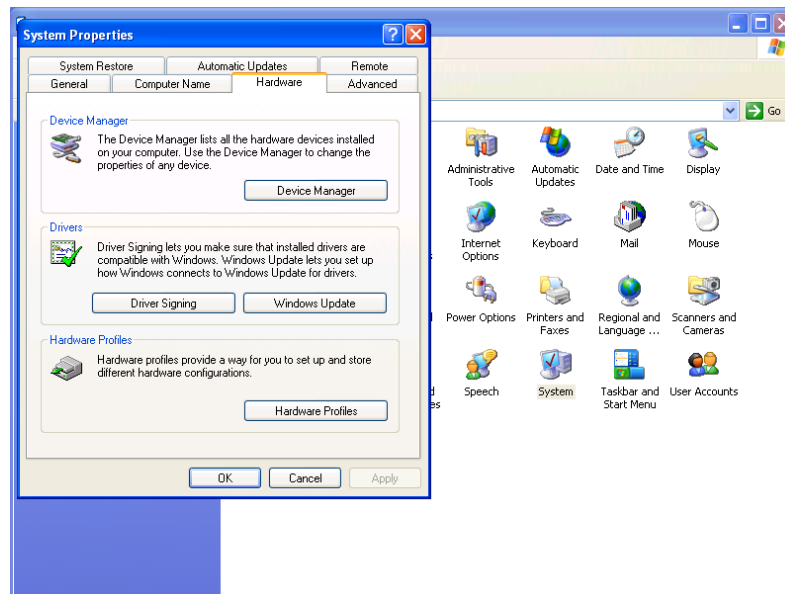 System Properties
System Restore
Automatic Updates
Remote
General
Computer Name
Hardware
Advanced
Device Manager
The Device Manager lists all the hardware devices installed
on your computer. Use the Device Manager to change the
properties of any device.
Device Manager
Drivers
Driver Signing lets you make sure that installed drivers are
compatible with Windows. Windows Update lets you set up
how Windows connects to Windows Update for drivers.
Driver Signing
Windows Update
Hardware Profiles
Hardware profiles provide a way for you to set up and store
different hardware configurations.
Hardware Profiles
OK
Cancel
Apply
Go
Administrative
Tools
Automatic
Updates
Date and Time
Display
Internet
Options
Keyboard
Mail
Mouse
Power Options
Printers and
Faxes
Regional and
Language ...
Scanners and
Cameras
Speech
System
Taskbar and
Start Menu
User Accounts